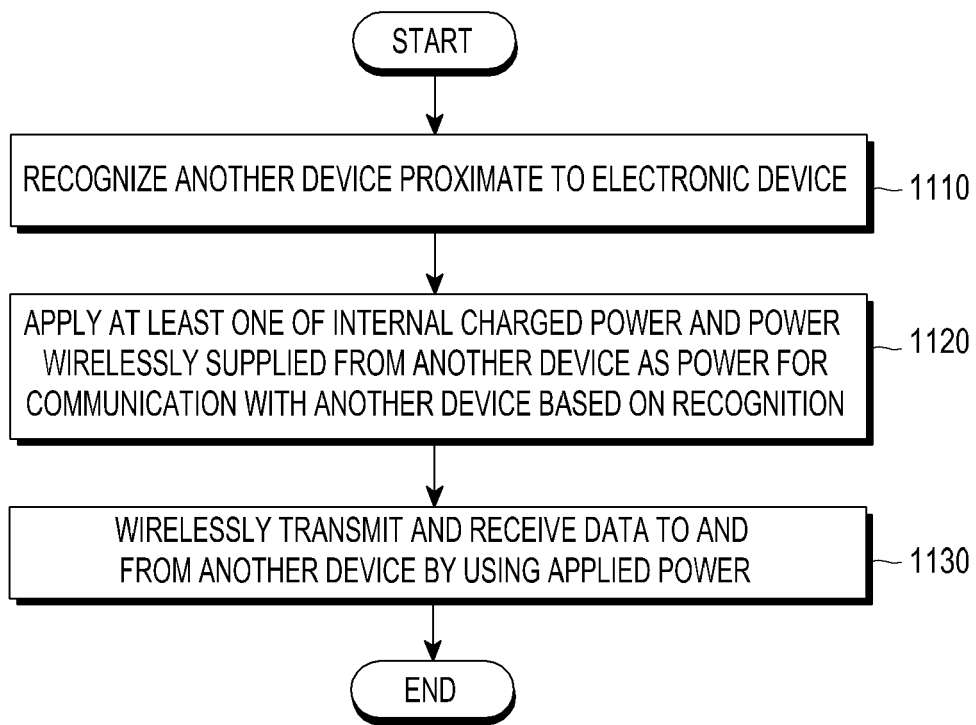 START
RECOGNIZE ANOTHER DEVICE PROXIMATE TO ELECTRONIC DEVICE
1110
APPLY AT LEAST ONE OF INTERNAL CHARGED POWER AND POWER
WIRELESSLY SUPPLIED FROM ANOTHER DEVICE AS POWER FOR
COMMUNICATION WITH ANOTHER DEVICE BASED ON RECOGNITION
1120
WIRELESSLY TRANSMIT AND RECEIVE DATA TO AND
FROM ANOTHER DEVICE BY USING APPLIED POWER
1130
END